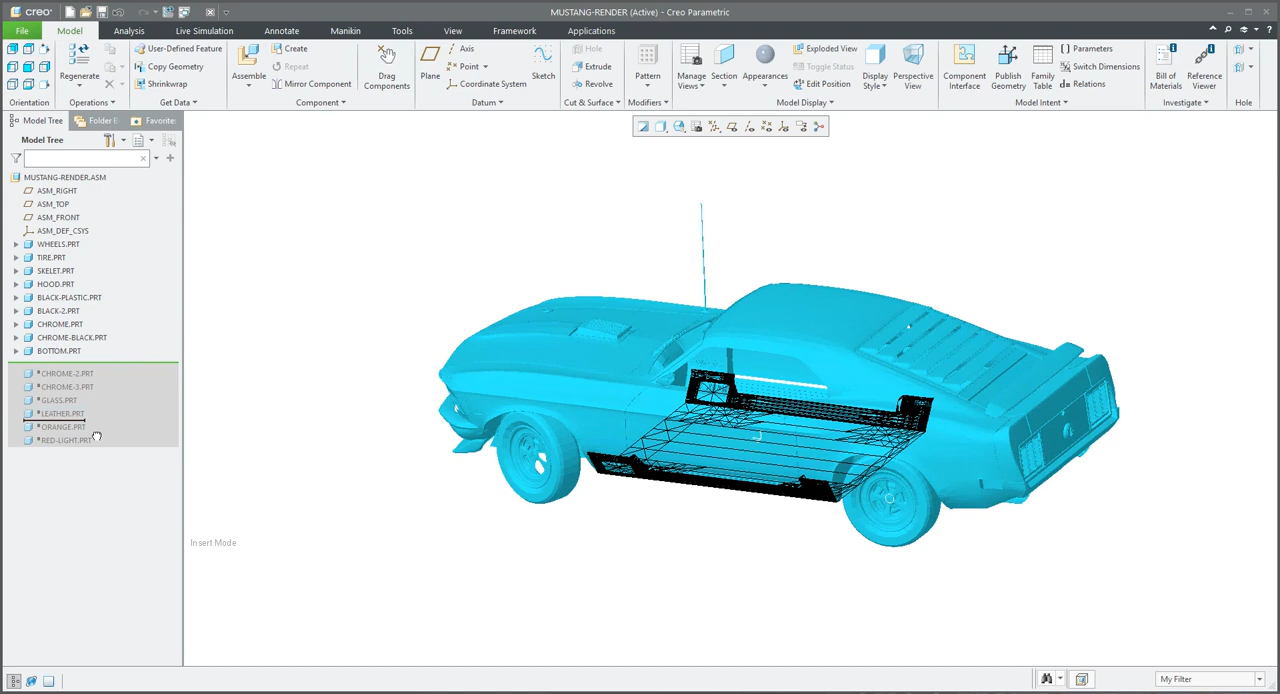 creo
MUSTANG-RENDER (Active) - Creo Parametric
File Model Analysis Live Simulation Annotate Manikin Tools View Framework Applications
Regenerate
User-Defined Feature
Copy Geometry
Shrinkwrap
Assemble
Create
Repeat
Mirror Component
Drag Components
Plane
Axis
Point
Coordinate System
Sketch
Hole
Extrude
Revolve
Pattern
Manage Views
Section
Appearances
Exploded View
Toggle Status
Edit Position
Display Style
Perspective View
Component Interface
Publish Geometry
Family Table
Parameters
Switch Dimensions
Relations
Bill of Materials
Reference Viewer
Orientation Operations Get Data Component Datum Cut & Surface Modifiers Model Display Model Intent Investigate Hole
Model Tree Folder B Favorite
Model Tree
MUSTANG-RENDER.ASM
ASM_RIGHT
ASM_TOP
ASM_FRONT
ASM_DEF_CSYS
WHEELS.PRT
TIRE.PRT
SKELET.PRT
HOOD.PRT
BLACK-PLASTIC.PRT
BLACK-2.PRT
CHROME.PRT
CHROME-BLACK.PRT
BOTTOM.PRT
CHROME-2.PRT
CHROME-3.PRT
GLASS.PRT
LEATHER.PRT
ORANGE.PRT
RED-LIGHT.PRT
Insert Mode
My Filter